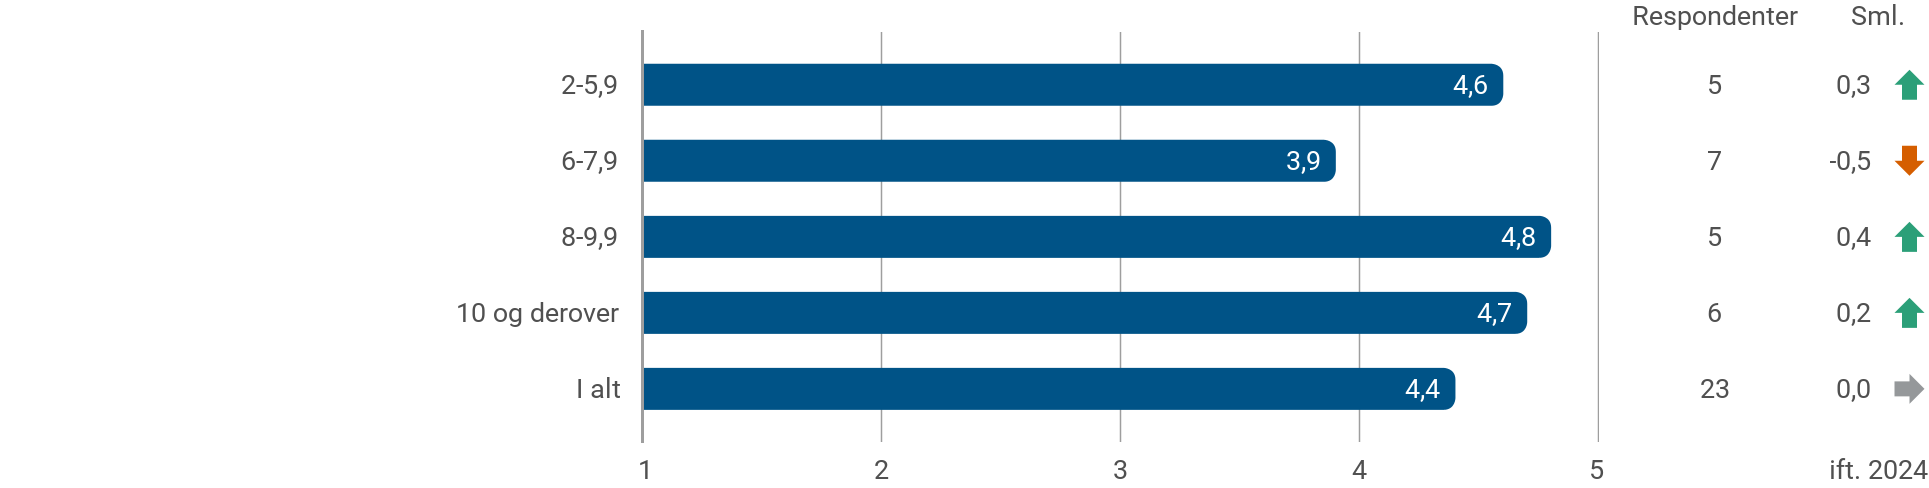 Respondenter Sml.
2-5,9 4,6 5 0,3
6-7,9 3,9 7 -0,5
8-9,9 4,8 5 0,4
10 og derover 4,7 6 0,2
I alt 4,4 23 0,0
1 2 3 4 5 ift. 2024